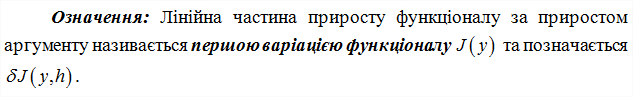 Означення: Лінійна частина приросту функціоналу за приростом
аргументу називається першою варіацією функціоналу J(y) та позначається
δJ(y,h).